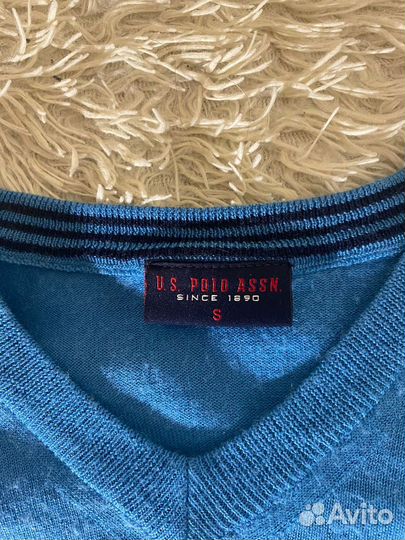 U.S. POLO ASSN.
SINCE 1890
S
Avito